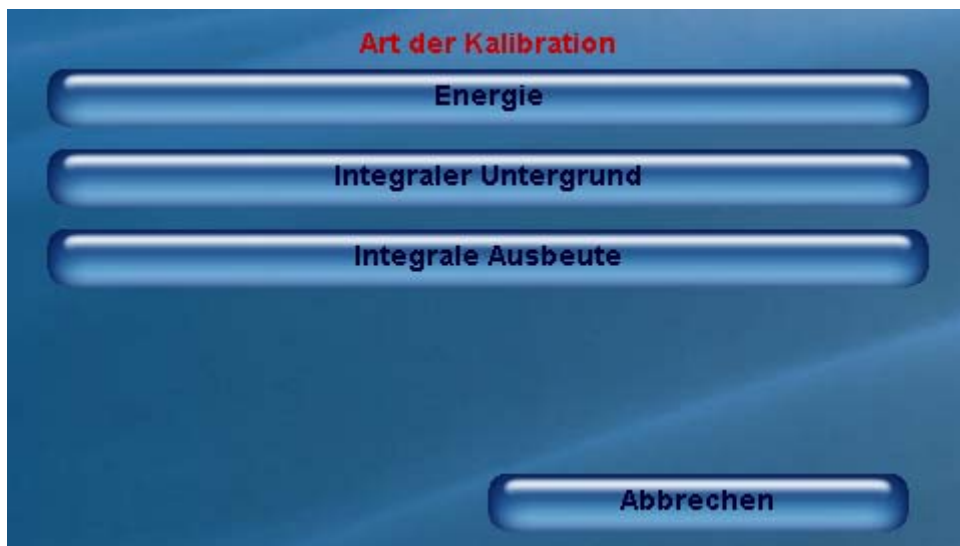 Art der Kalibration
Energie
Integraler Untergrund
Integrale Ausbeute
Abbrechen